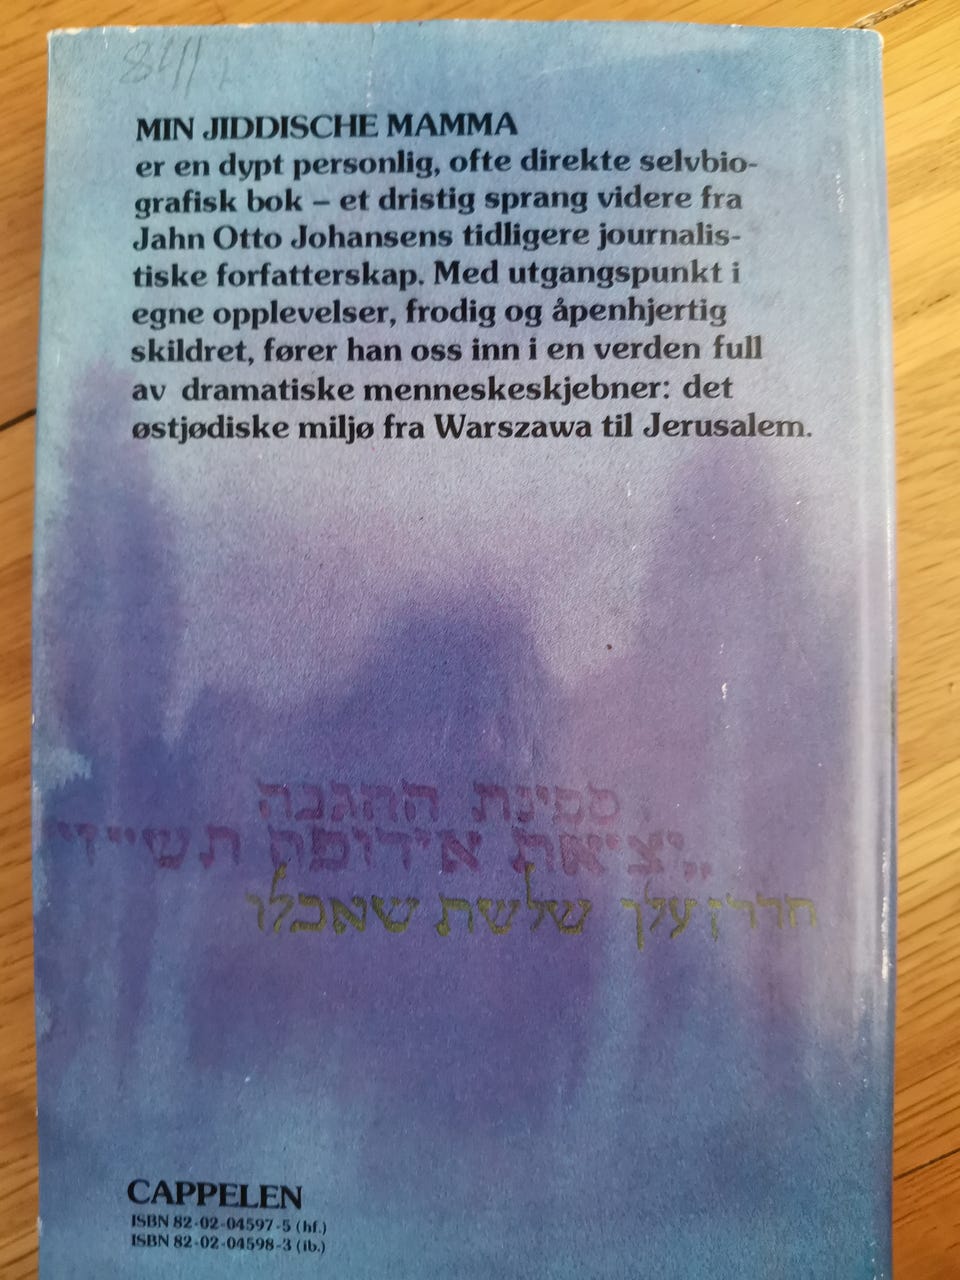 MIN JIDDISCHE MAMMA
er en dypt personlig, ofte direkte selvbio-
grafisk bok – et dristig sprang videre fra
Jahn Otto Johansens tidligere journalis-
tiske forfatterskap. Med utgangspunkt i
egne opplevelser, frodig og åpenhjertig
skildret, fører han oss inn i en verden full
av dramatiske menneskeskjebner: det
østjødiske miljø fra Warszawa til Jerusalem.
ספינת ההגנה
„יציאת אירופה תש״ז״
הדרן עלך שלשת שאכלו
CAPPELEN
ISBN 82-02-04597-5 (hf.)
ISBN 82-02-04598-3 (ib.)